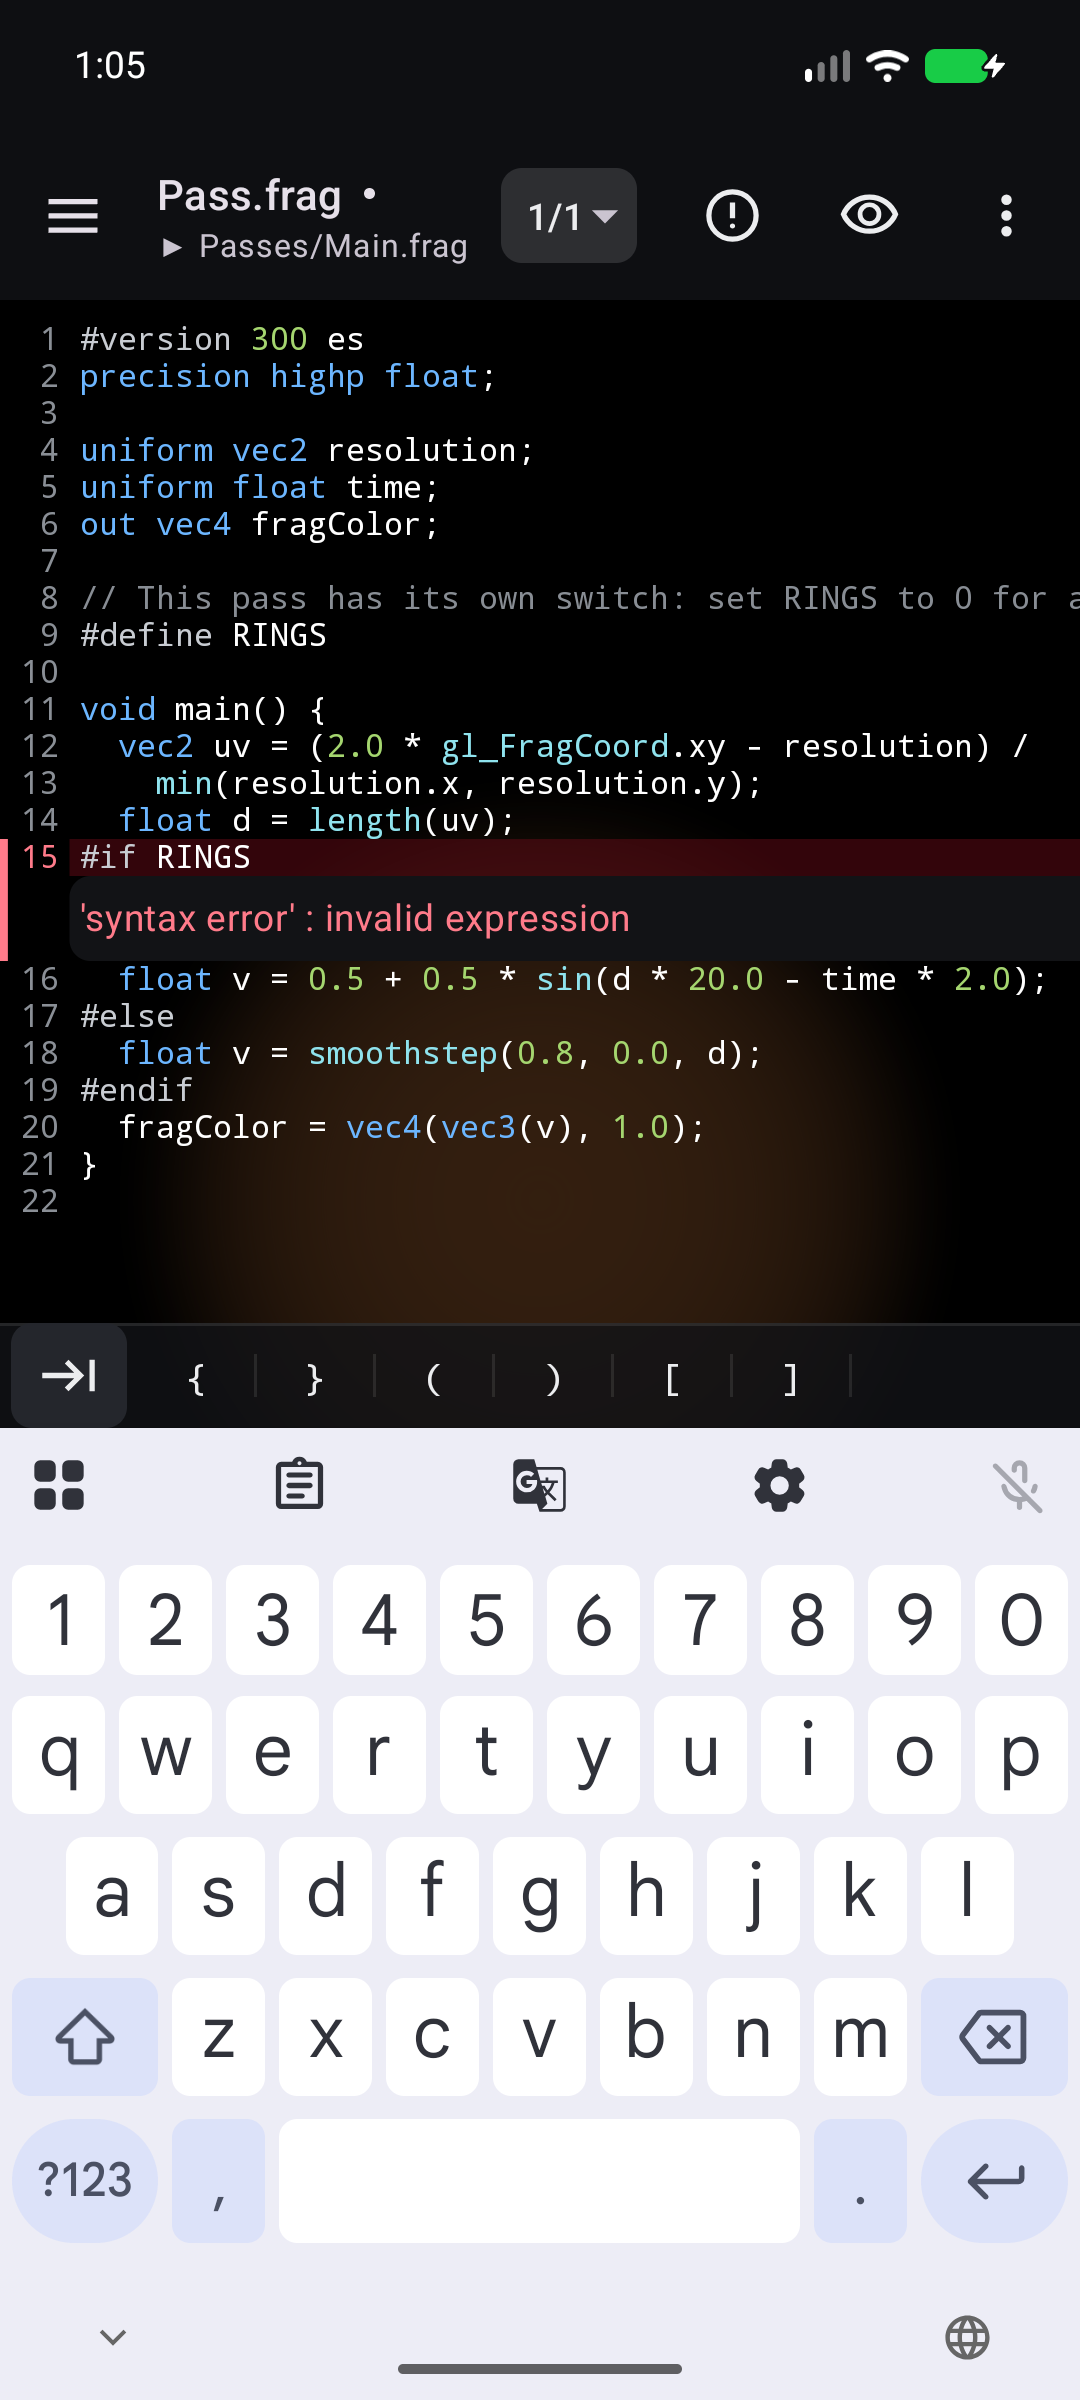 1:05
Pass.frag •
► Passes/Main.frag
1/1
1 #version 300 es
2 precision highp float;
3
4 uniform vec2 resolution;
5 uniform float time;
6 out vec4 fragColor;
7
8 // This pass has its own switch: set RINGS to 0 for a
9 #define RINGS
10
11 void main() {
12   vec2 uv = (2.0 * gl_FragCoord.xy - resolution) /
13     min(resolution.x, resolution.y);
14   float d = length(uv);
15 #if RINGS
'syntax error' : invalid expression
16   float v = 0.5 + 0.5 * sin(d * 20.0 - time * 2.0);
17 #else
18   float v = smoothstep(0.8, 0.0, d);
19 #endif
20   fragColor = vec4(vec3(v), 1.0);
21 }
22
{ } ( ) [ ]
1 2 3 4 5 6 7 8 9 0
q w e r t y u i o p
a s d f g h j k l
z x c v b n m
?123 , .